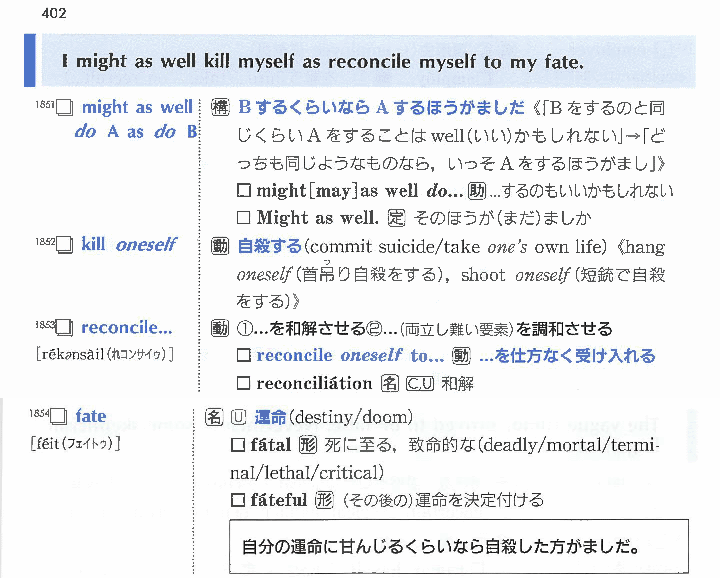 402
I might as well kill myself as reconcile myself to my fate.
1851 □ might as well 構 BするくらいならAするほうがましだ《「Bをするのと同
do A as do B じくらいAをすることはwell(いい)かもしれない」→「ど
っちも同じようなものなら，いっそAをするほうがまし」》
□ might[may]as well do... 助 ...するのもいいかもしれない
□ Might as well. 定 そのほうが(まだ)ましか
1852 □ kill oneself 動 自殺する(commit suicide/take one's own life)《hang
oneself(首吊り自殺をする)，shoot oneself(短銃で自殺
をする)》
1853 □ reconcile... 動 ①...を和解させる②...(両立し難い要素)を調和させる
[rékənsàil(れコンサイゥ)] □ reconcile oneself to... 動 ...を仕方なく受け入れる
□ reconciliátion 名 C,U 和解
1854 □ fate 名 U 運命(destiny/doom)
[féit(フェイトゥ)] □ fátal 形 死に至る，致命的な(deadly/mortal/termi-
nal/lethal/critical)
□ fáteful 形 (その後の)運命を決定付ける
自分の運命に甘んじるくらいなら自殺した方がましだ。